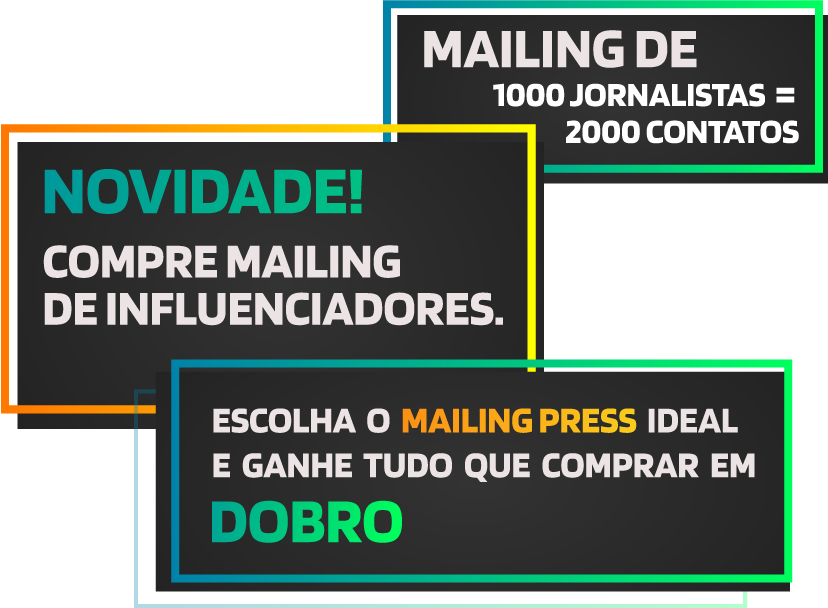 MAILING DE
1000 JORNALISTAS =
2000 CONTATOS
NOVIDADE!
COMPRE MAILING
DE INFLUENCIADORES.
ESCOLHA O MAILING PRESS IDEAL
E GANHE TUDO QUE COMPRAR EM
DOBRO